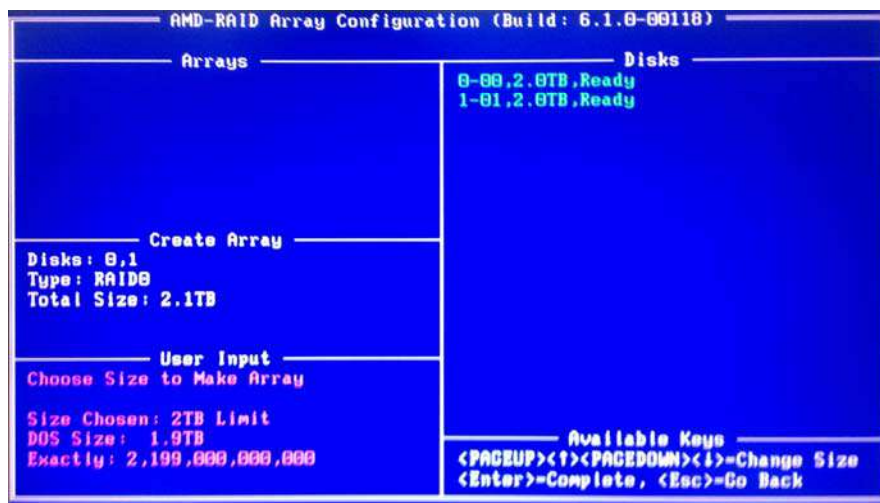 AMD-RAID Array Configuration (Build: 6.1.0-00118)
Arrays
Disks
0-00,2.0TB,Ready
1-01,2.0TB,Ready
Create Array
Disks: 0,1
Type: RAID0
Total Size: 2.1TB
User Input
Choose Size to Make Array
Size Chosen: 2TB Limit
DOS Size: 1.9TB
Exactly: 2,199,000,000,000
Available Keys
<PAGEUP><↑><PAGEDOWN><↓>=Change Size
<Enter>=Complete, <Esc>=Go Back